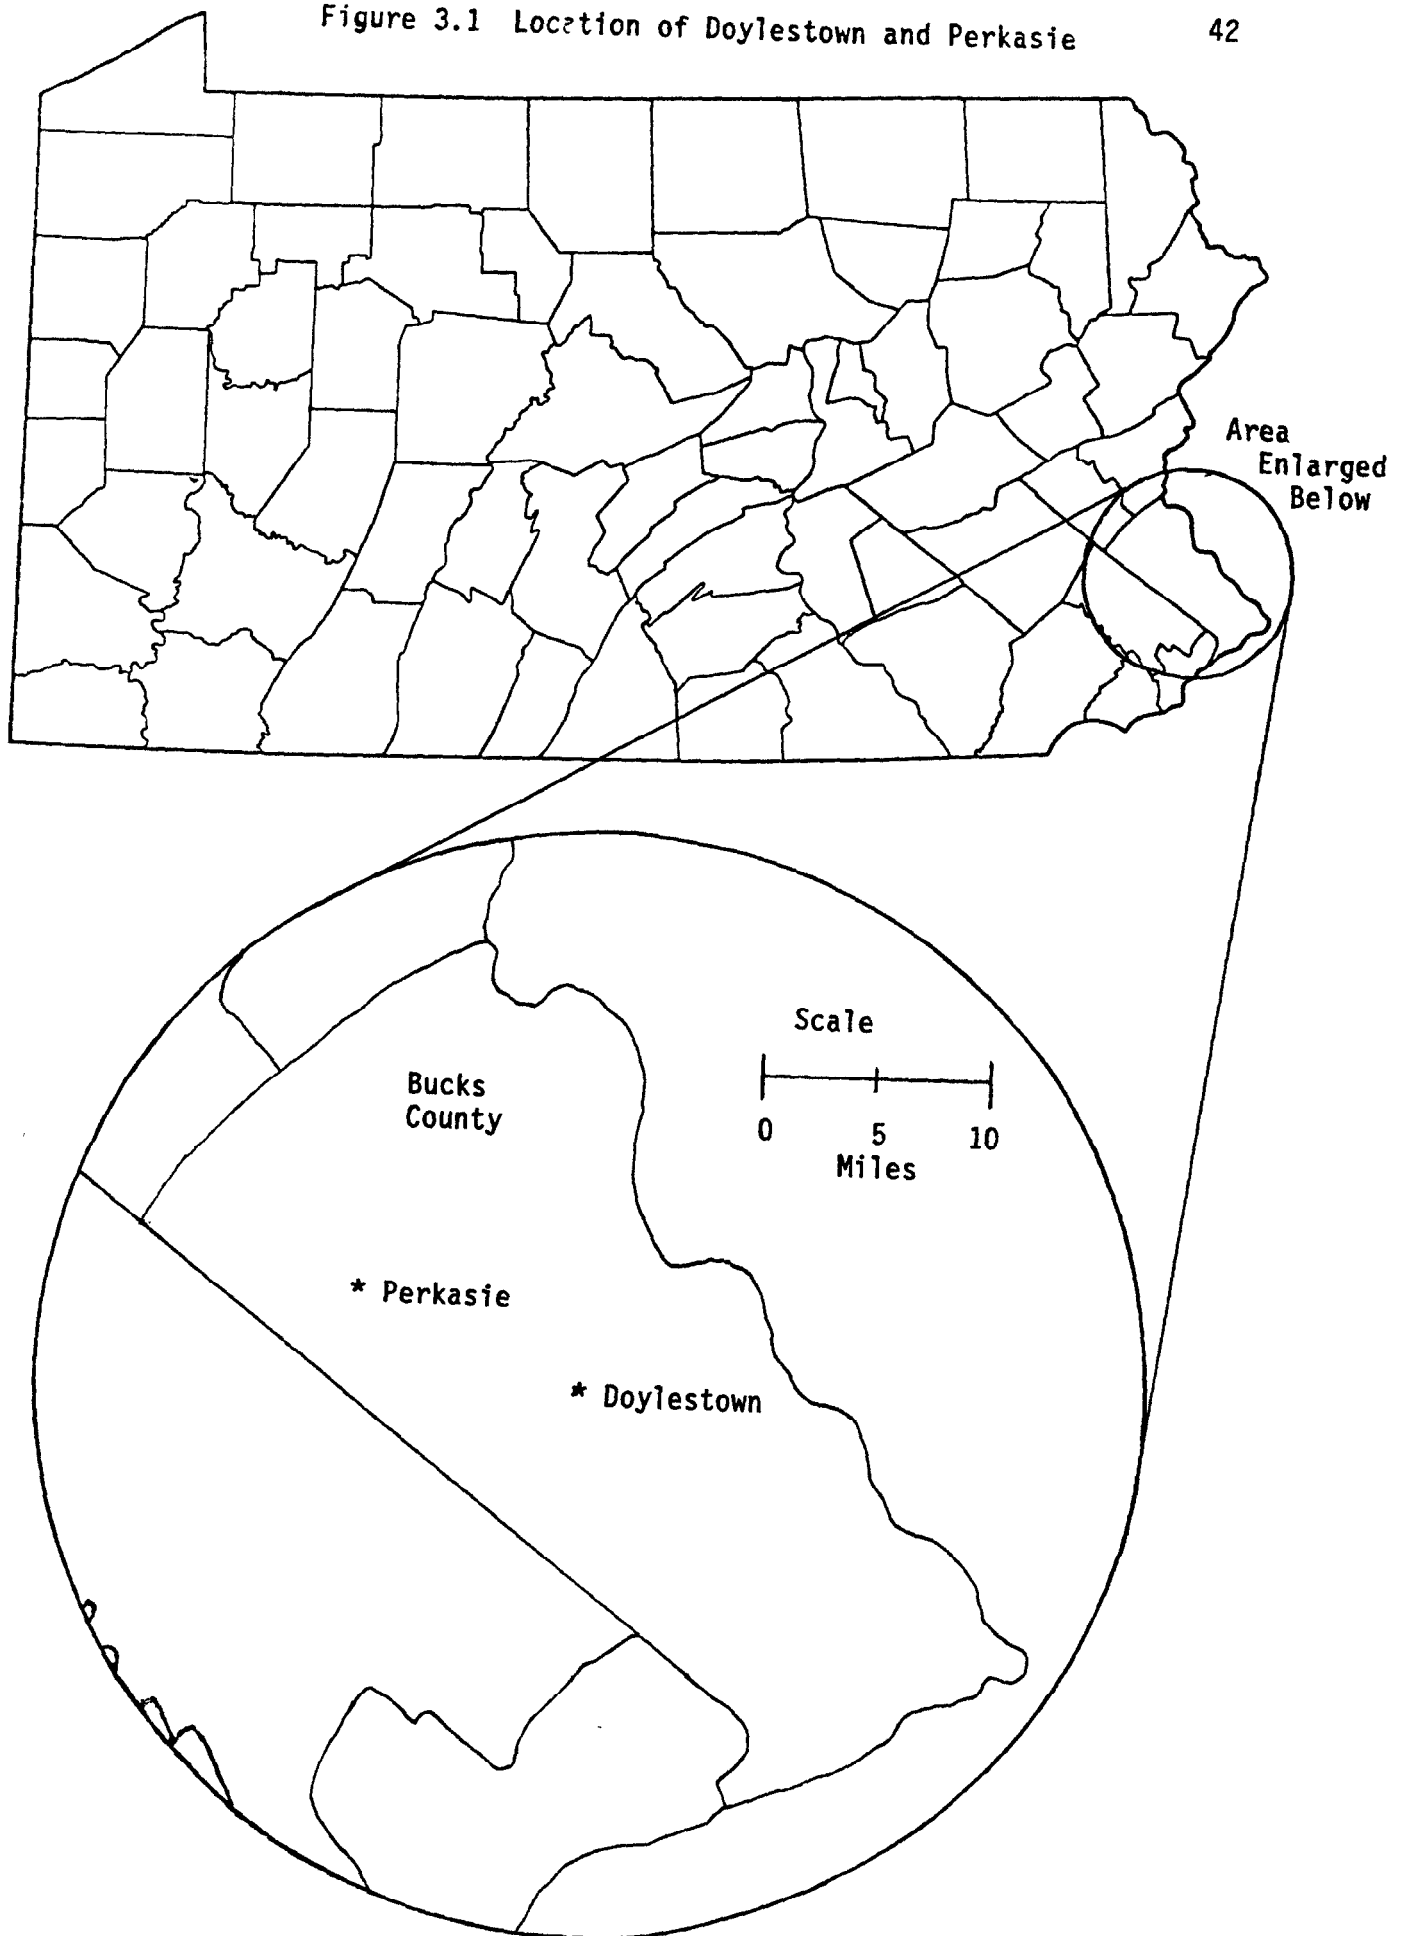 Figure 3.1 Location of Doylestown and Perkasie
42
Area
Enlarged
Below
Scale
0 5 10
Miles
Bucks
County
* Perkasie
* Doylestown